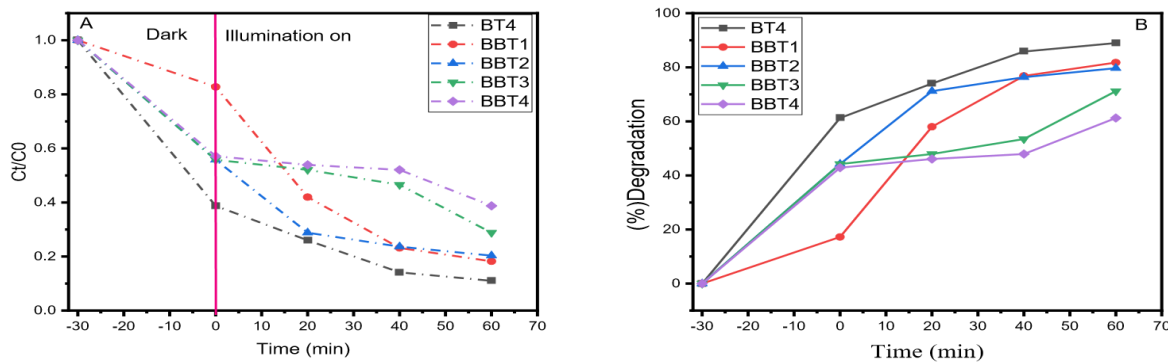 A
Dark
Illumination on
BT4
BBT1
BBT2
BBT3
BBT4
1.0
0.8
0.6
0.4
0.2
0.0
Ct/C0
-30 -20 -10 0 10 20 30 40 50 60 70
Time (min)
B
BT4
BBT1
BBT2
BBT3
BBT4
100
80
60
40
20
0
(%)Degradation
-30 -20 -10 0 10 20 30 40 50 60 70
Time (min)